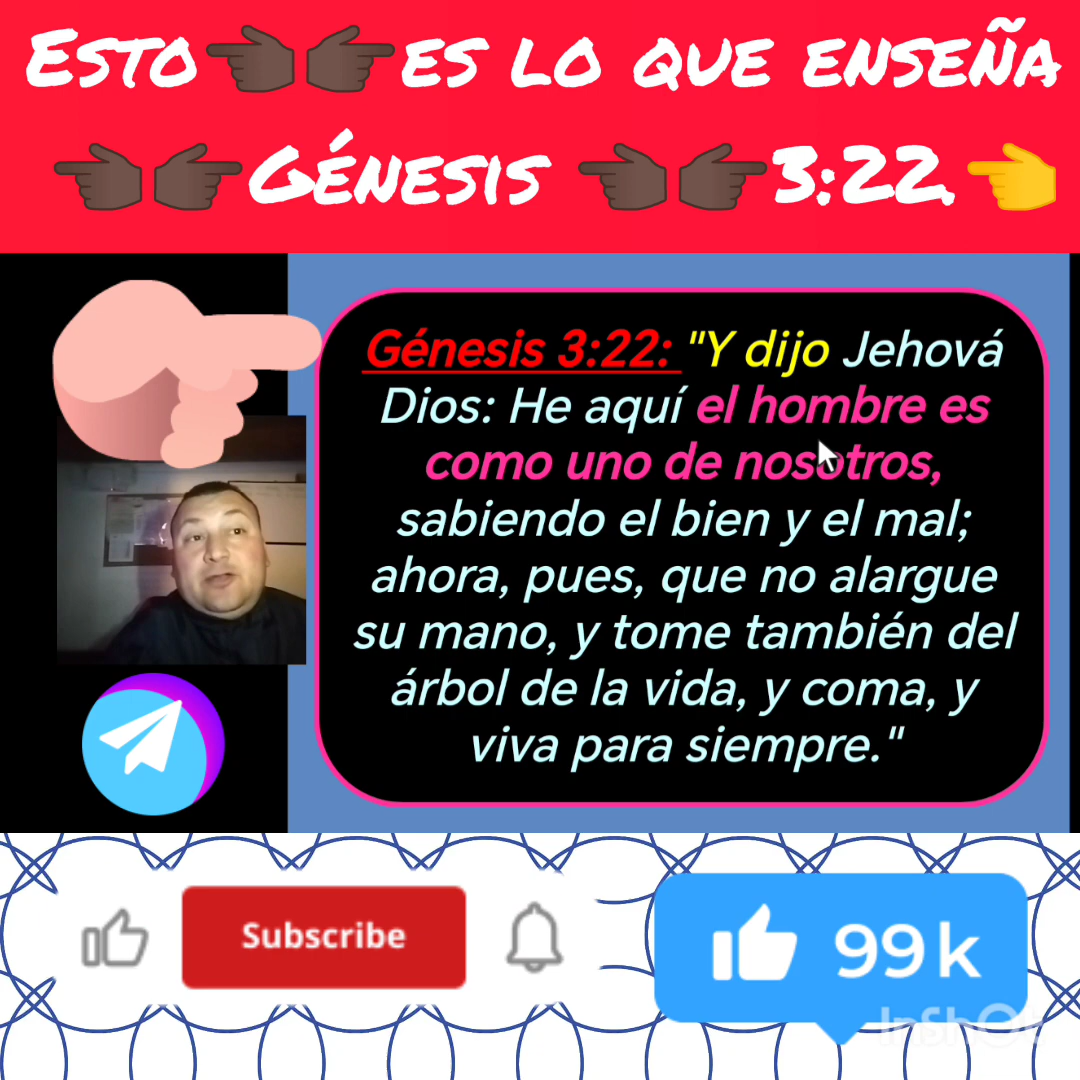 Esto👈🏿👉🏿es lo que enseña
👈🏿👉🏿Génesis 👈🏿👉🏿3:22.👈
Génesis 3:22: "Y dijo Jehová
Dios: He aquí el hombre es
como uno de nosotros,
sabiendo el bien y el mal;
ahora, pues, que no alargue
su mano, y tome también del
árbol de la vida, y coma, y
viva para siempre."
Subscribe
99k
InShOt